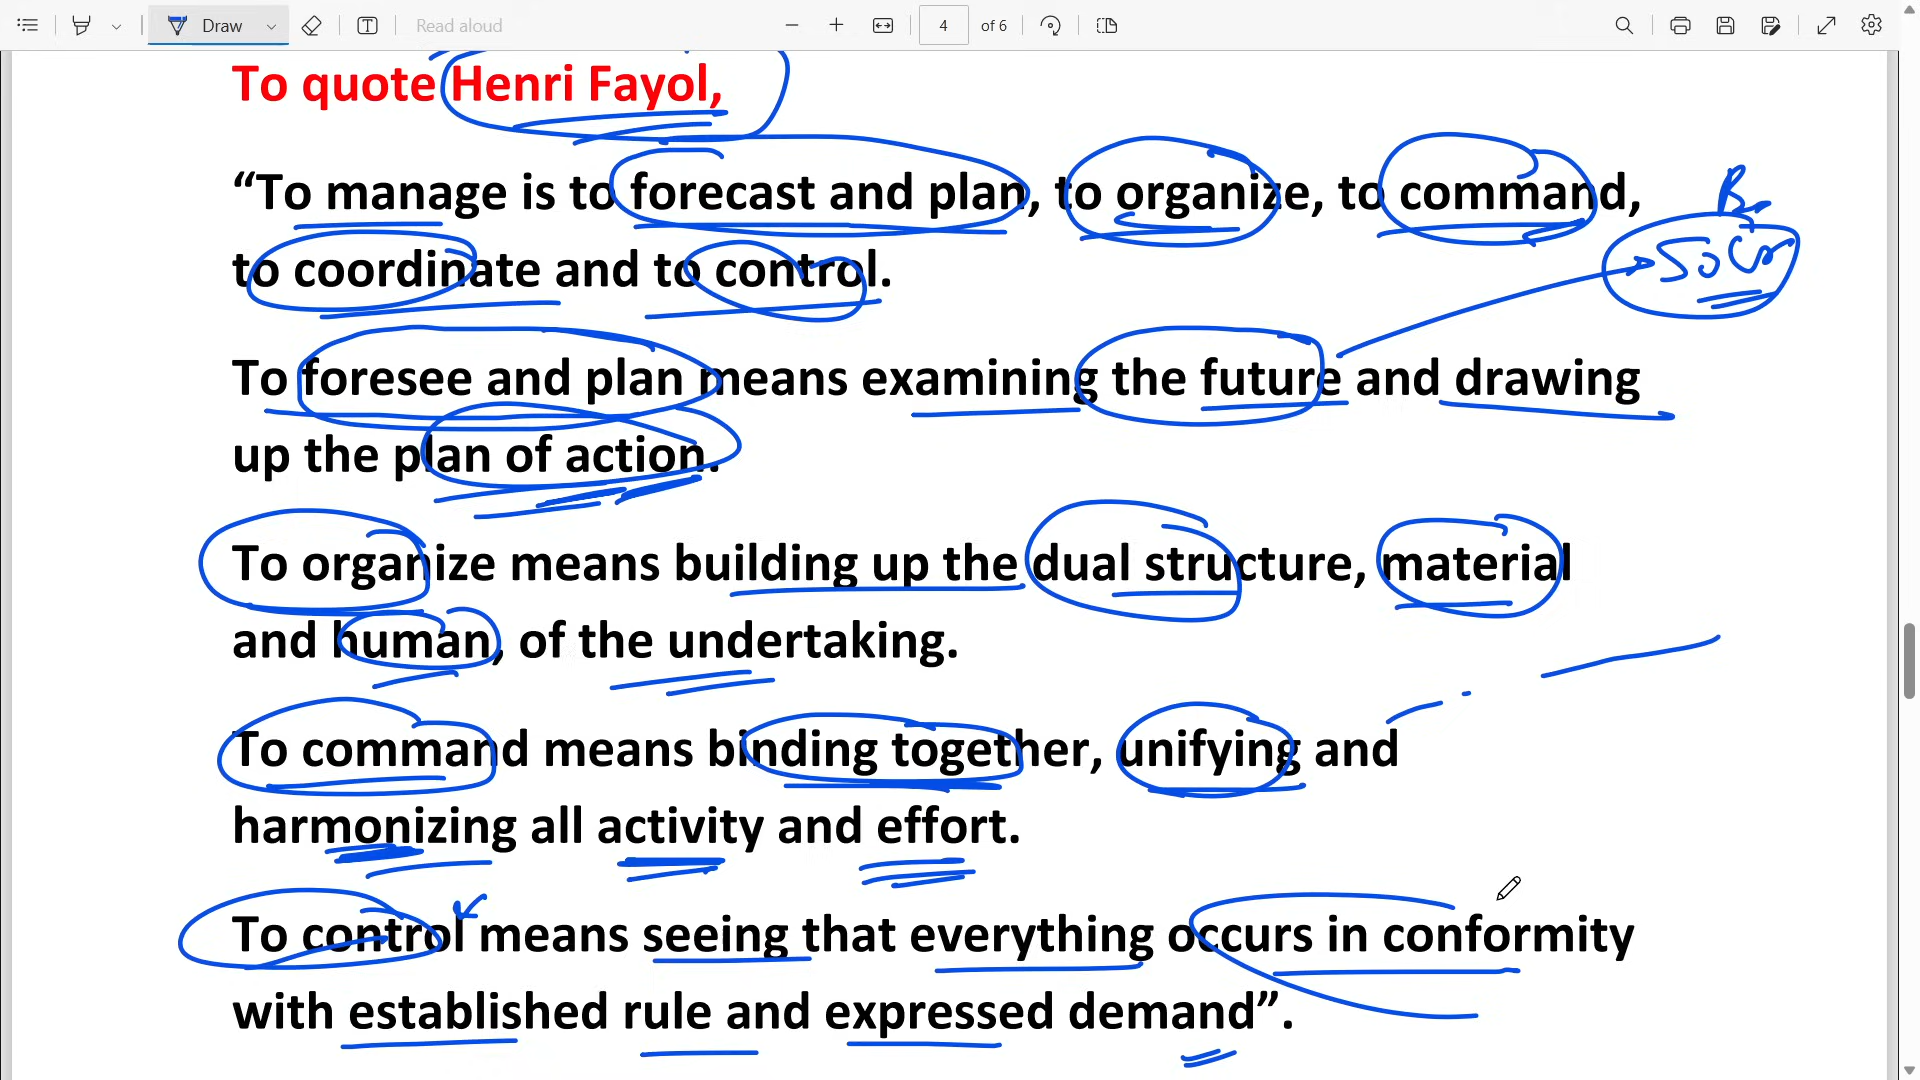 Draw
Read aloud
4 of 6
To quote Henri Fayol,
“To manage is to forecast and plan, to organize, to command,
to coordinate and to control.
50 Cr
To foresee and plan means examining the future and drawing
up the plan of action.
To organize means building up the dual structure, material
and human, of the undertaking.
To command means binding together, unifying and
harmonizing all activity and effort.
To control means seeing that everything occurs in conformity
with established rule and expressed demand”.